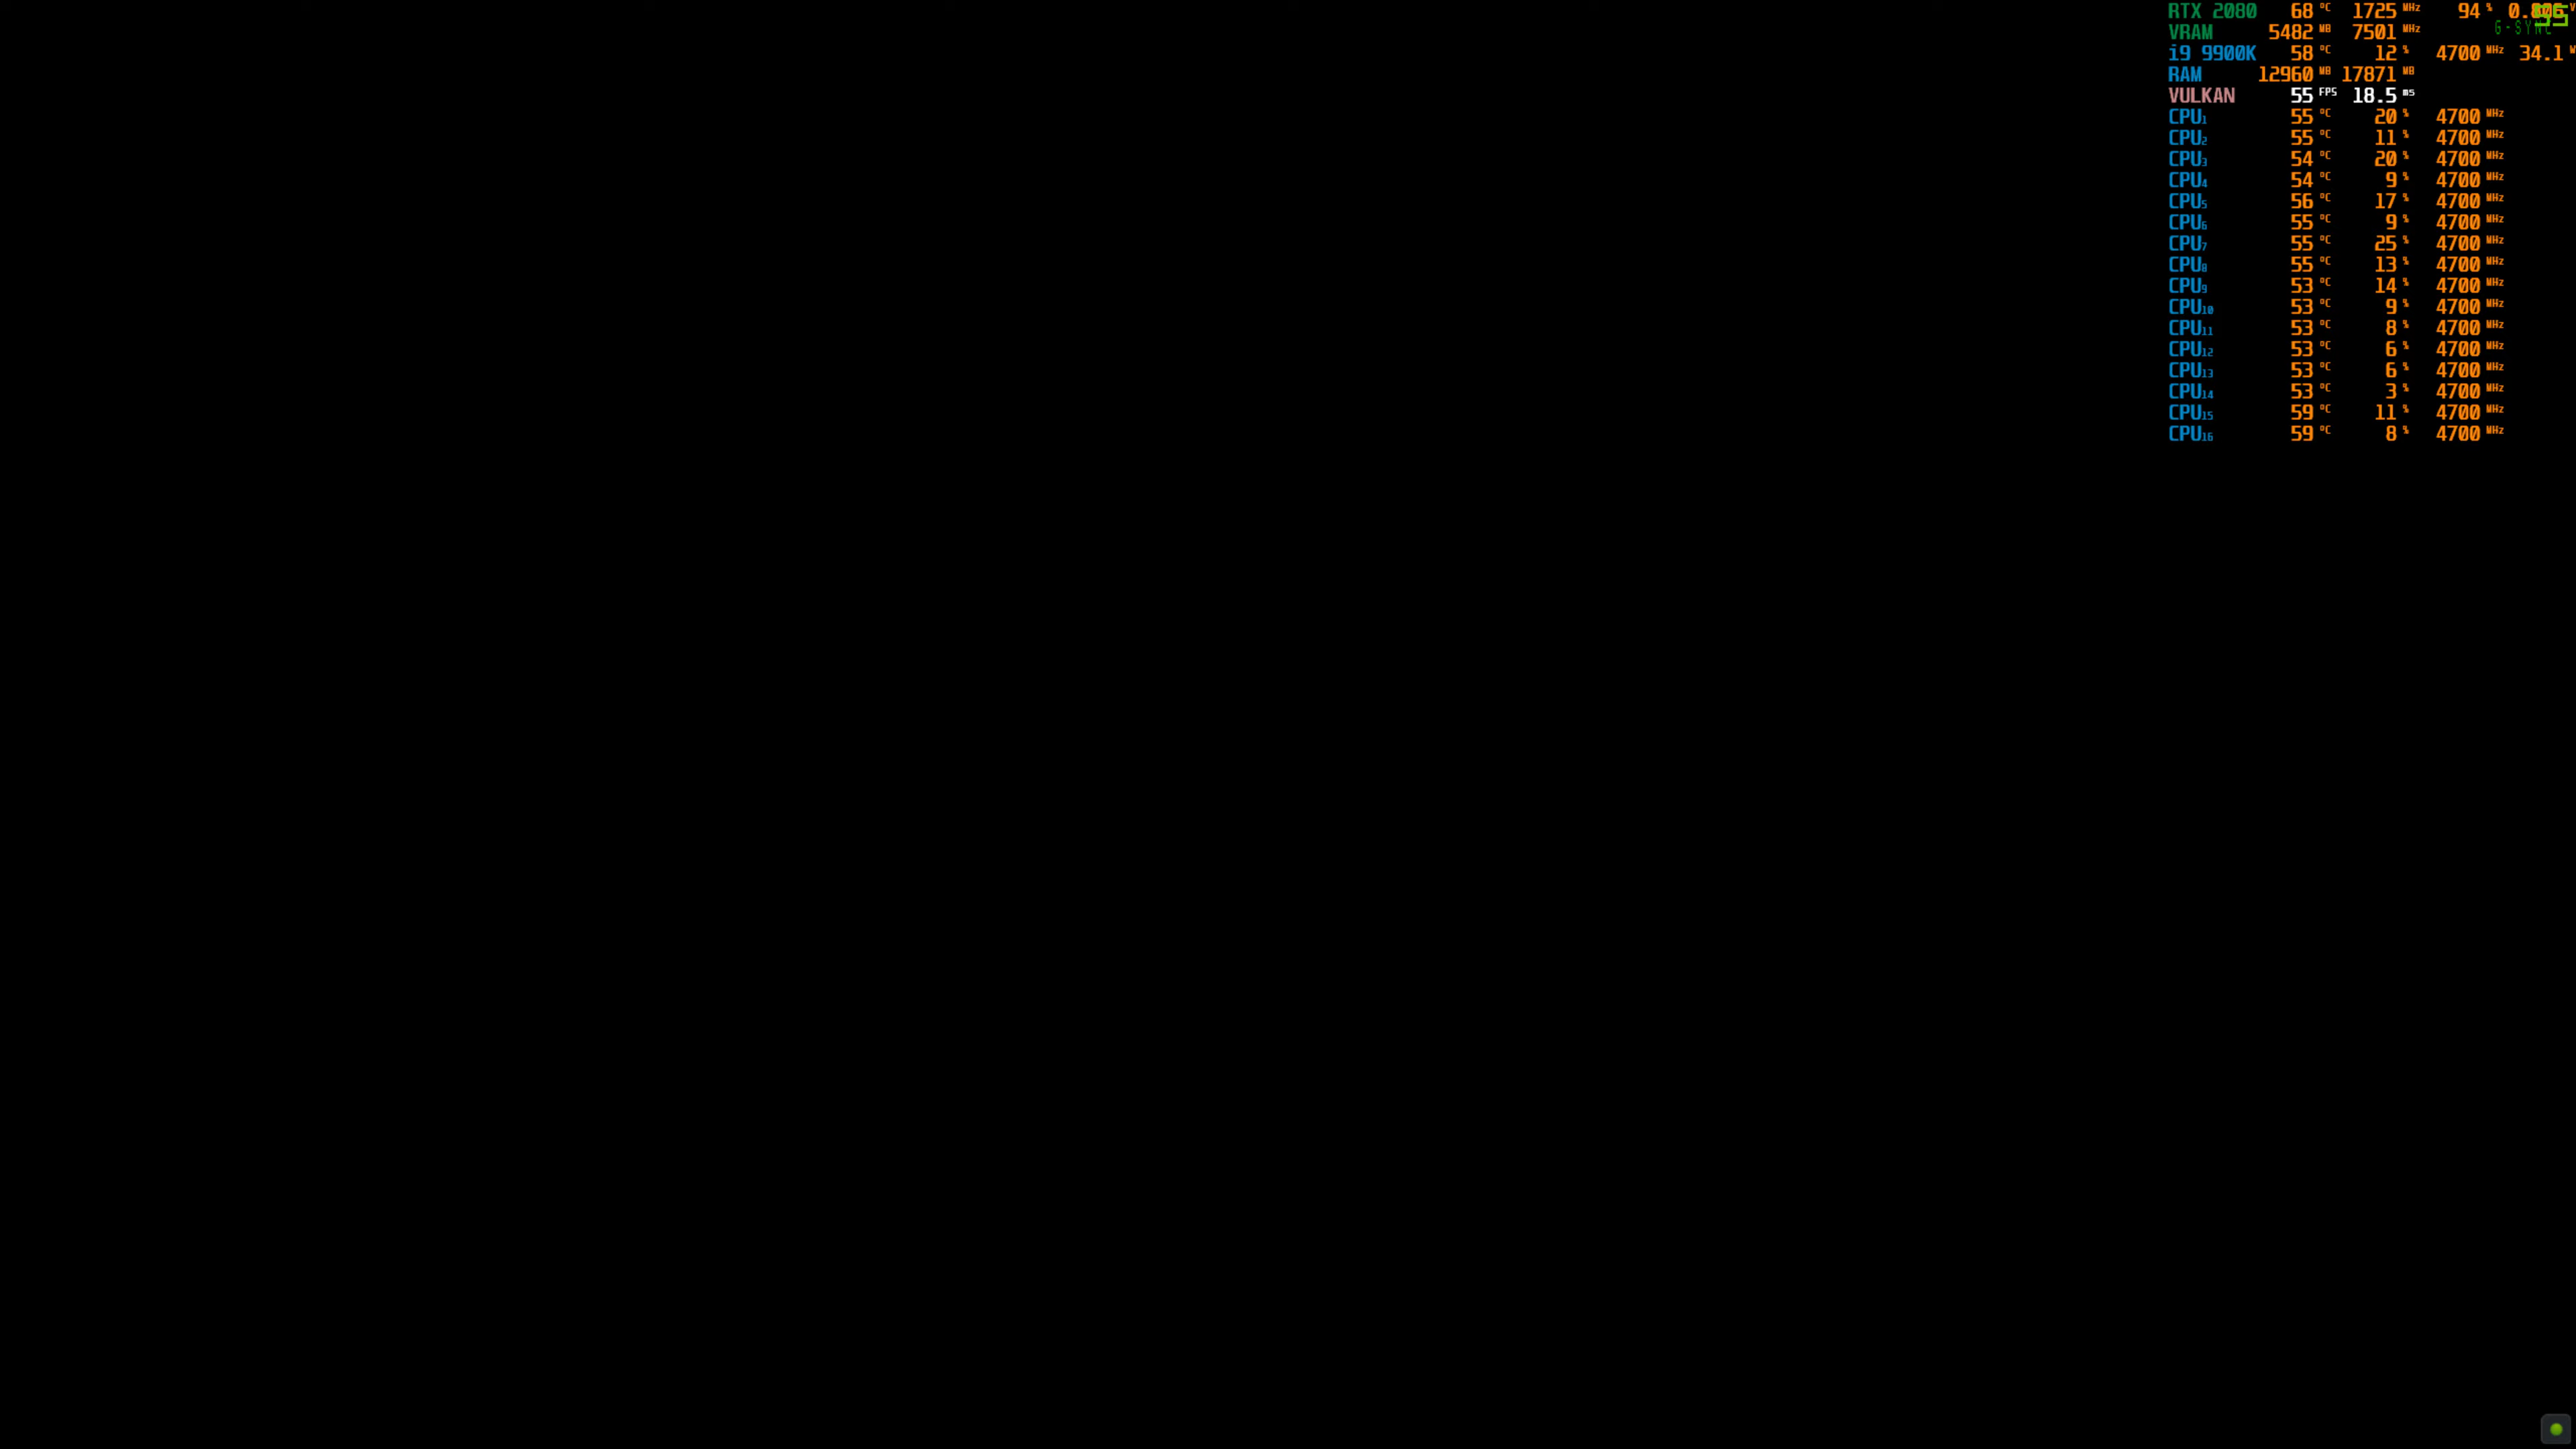 RTX 2080 68 °C 1725 MHz 94 % 0.806 V
55
G-SYNC
VRAM 5482 MB 7501 MHz
i9 9900K 58 °C 12 % 4700 MHz 34.1 W
RAM 12960 MB 17871 MB
VULKAN 55 FPS 18.5 ms
CPU1 55 °C 20 % 4700 MHz
CPU2 55 °C 11 % 4700 MHz
CPU3 54 °C 20 % 4700 MHz
CPU4 54 °C 9 % 4700 MHz
CPU5 56 °C 17 % 4700 MHz
CPU6 55 °C 9 % 4700 MHz
CPU7 55 °C 25 % 4700 MHz
CPU8 55 °C 13 % 4700 MHz
CPU9 53 °C 14 % 4700 MHz
CPU10 53 °C 9 % 4700 MHz
CPU11 53 °C 8 % 4700 MHz
CPU12 53 °C 6 % 4700 MHz
CPU13 53 °C 6 % 4700 MHz
CPU14 53 °C 3 % 4700 MHz
CPU15 59 °C 11 % 4700 MHz
CPU16 59 °C 8 % 4700 MHz